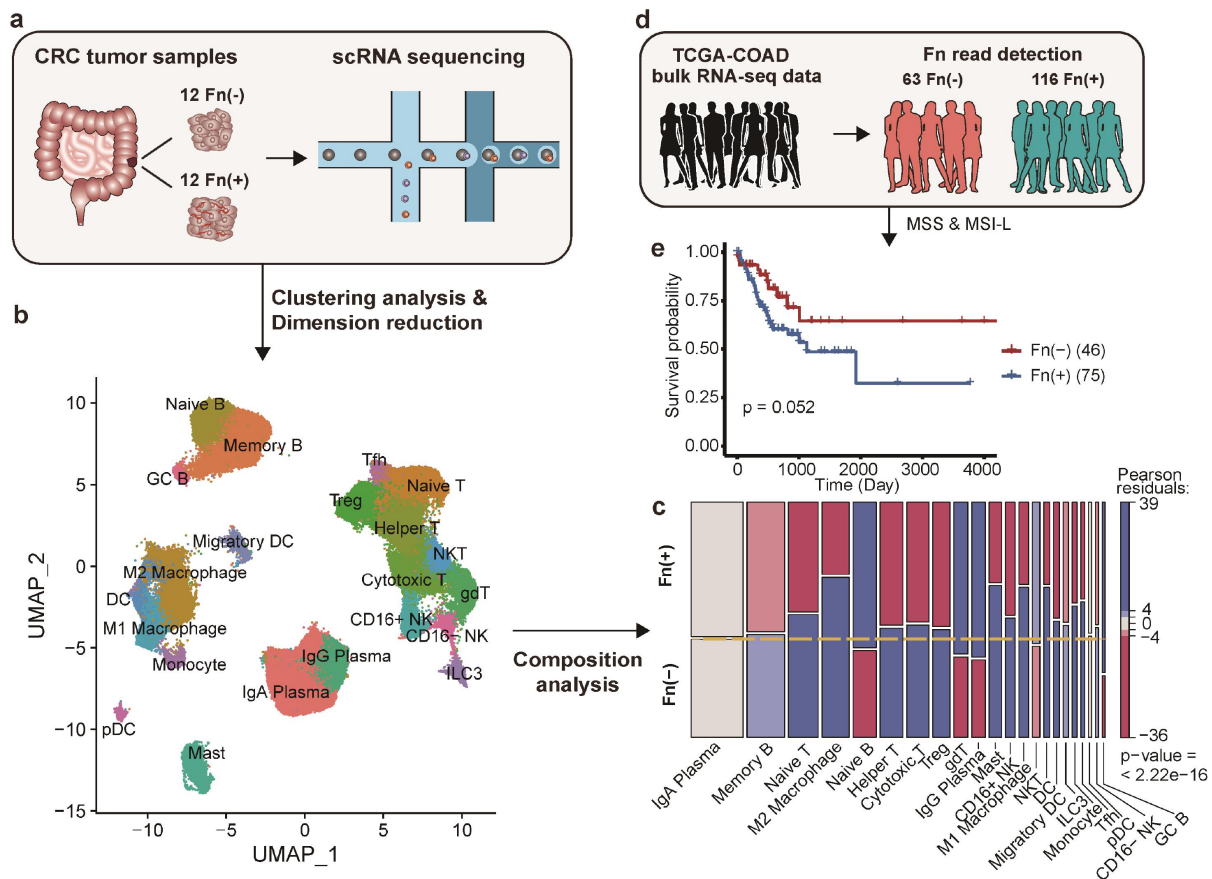 a
CRC tumor samples
scRNA sequencing
12 Fn(-)
12 Fn(+)
d
TCGA-COAD
bulk RNA-seq data
Fn read detection
63 Fn(-)
116 Fn(+)
MSS & MSI-L
Clustering analysis &
Dimension reduction
b
10
5
0
−5
−10
−15
UMAP_2
Naive B
Memory B
GC B
Tfh
Naive T
Treg
Helper T
Migratory DC
NKT
M2 Macrophage
Cytotoxic T
gdT
DC
CD16+ NK
M1 Macrophage
CD16− NK
Monocyte
IgG Plasma
ILC3
IgA Plasma
pDC
Mast
−10
−5
0
5
10
UMAP_1
Composition
analysis
e
1.00
0.75
0.50
0.25
0.00
Survival probability
p = 0.052
Fn(−) (46)
Fn(+) (75)
0
1000
2000
3000
4000
Time (Day)
c
Fn(+)
Fn(−)
IgA Plasma
Memory B
Naive T
M2 Macrophage
Naive B
Helper T
Cytotoxic T
Treg
gdT
IgG Plasma
Mast
CD16+ NK
M1 Macrophage
NKT
DC
Migratory DC
ILC3
Monocyte
Tfh
pDC
CD16− NK
GC B
Pearson
residuals:
39
4
0
−4
−36
p−value =
< 2.22e−16